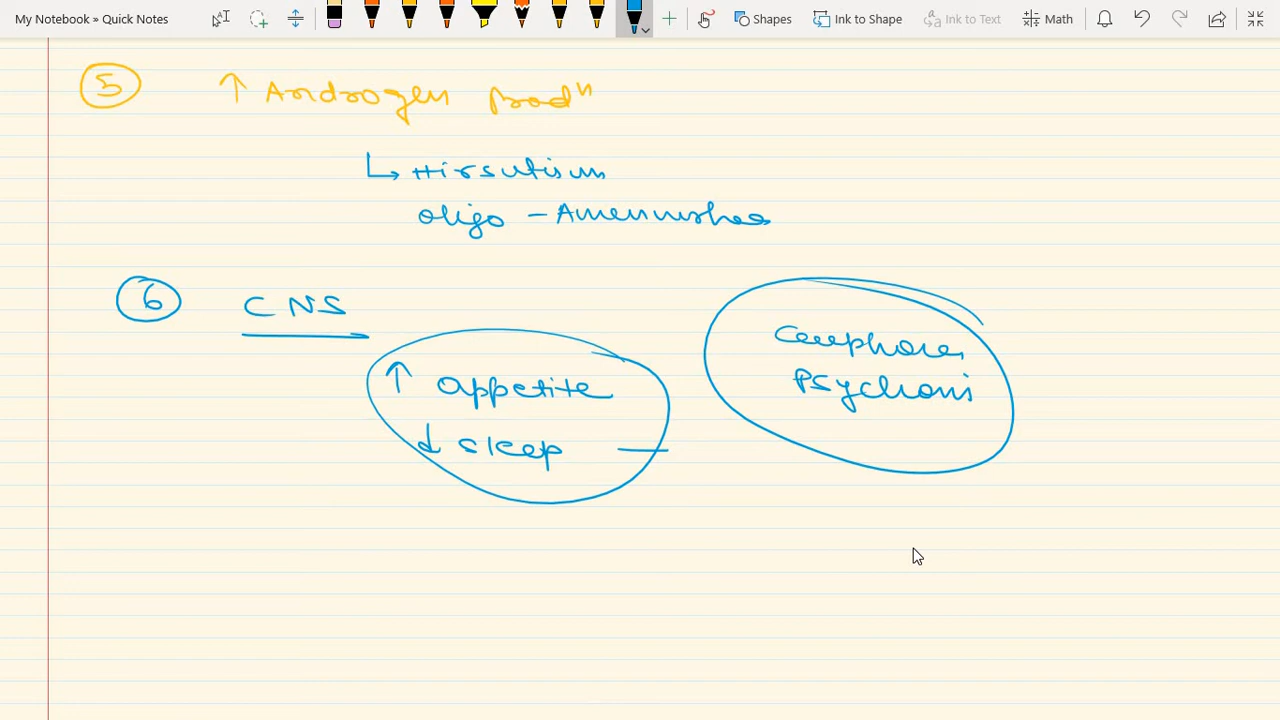 My Notebook » Quick Notes
Shapes
Ink to Shape
Ink to Text
Math
5 ↑ Androgen prodⁿ
↳ Hirsutism
oligo - Amenorrhea
6 CNS
↑ appetite
↓ sleep —
Euphoria
Psychosis